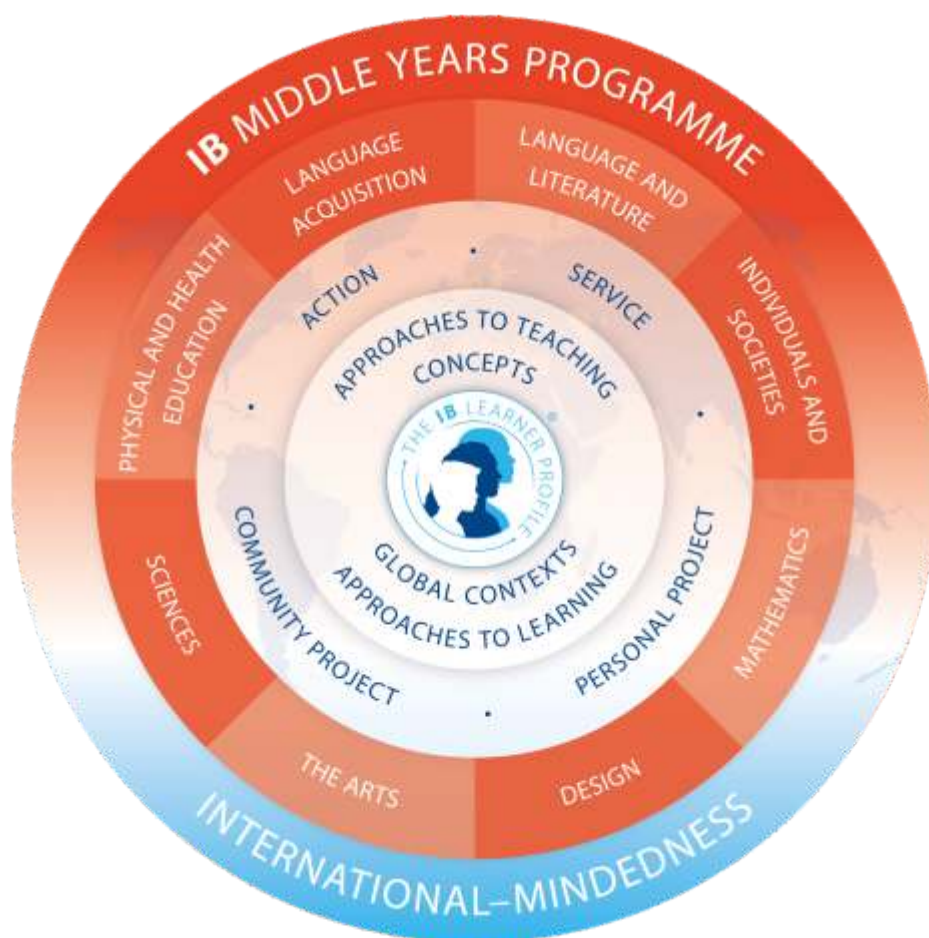 IB MIDDLE YEARS PROGRAMME
LANGUAGE
ACQUISITION
LANGUAGE AND
LITERATURE
PHYSICAL AND HEALTH
EDUCATION
INDIVIDUALS AND
SOCIETIES
ACTION
SERVICE
APPROACHES TO TEACHING
CONCEPTS
THE IB LEARNER PROFILE®
GLOBAL CONTEXTS
APPROACHES TO LEARNING
COMMUNITY PROJECT
PERSONAL PROJECT
SCIENCES
MATHEMATICS
THE ARTS
DESIGN
INTERNATIONAL–MINDEDNESS